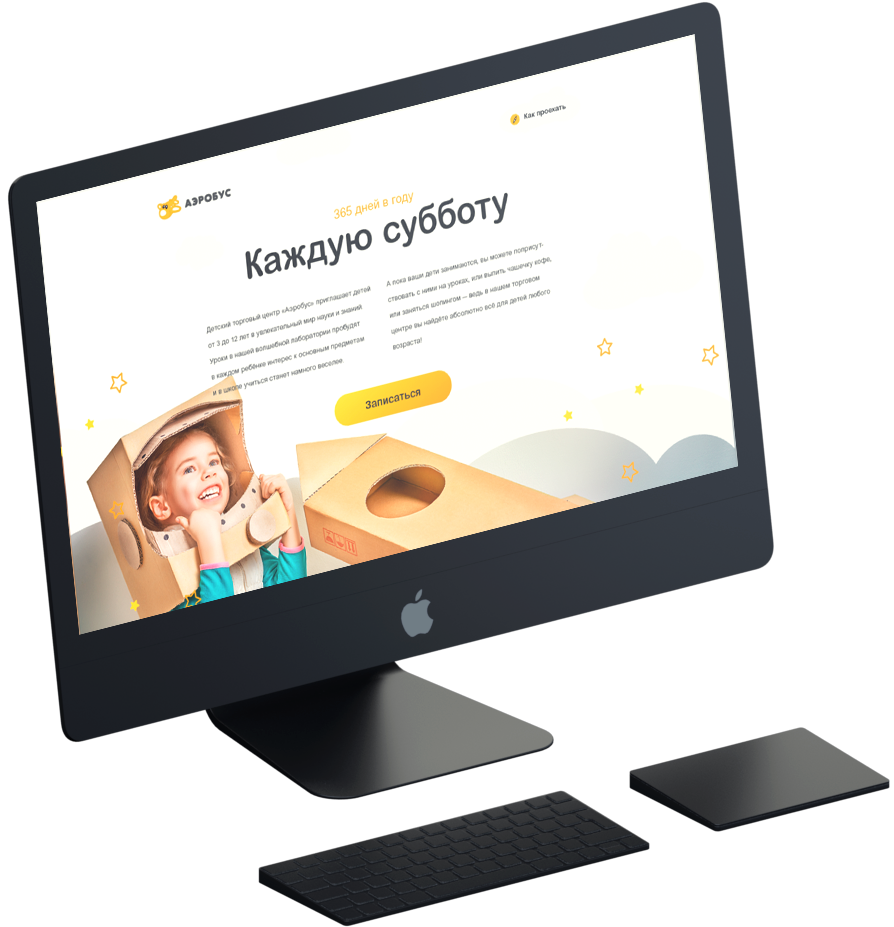 Как проехать
АЭРОБУС
365 дней в году
Каждую субботу
Детский торговый центр «Аэробус» приглашает детей
от 3 до 12 лет в увлекательный мир науки и знаний
Уроки в нашей волшебной лаборатории пробудят
в каждом ребёнке интерес к основным предметам
и в школе учиться станет намного веселее.
А пока ваши дети занимаются, вы можете поприсут-
ствовать с ними на уроках, или выпить чашечку кофе,
или заняться шопингом — ведь в нашем торговом
центре вы найдёте абсолютно всё для детей любого
возраста!
Записаться